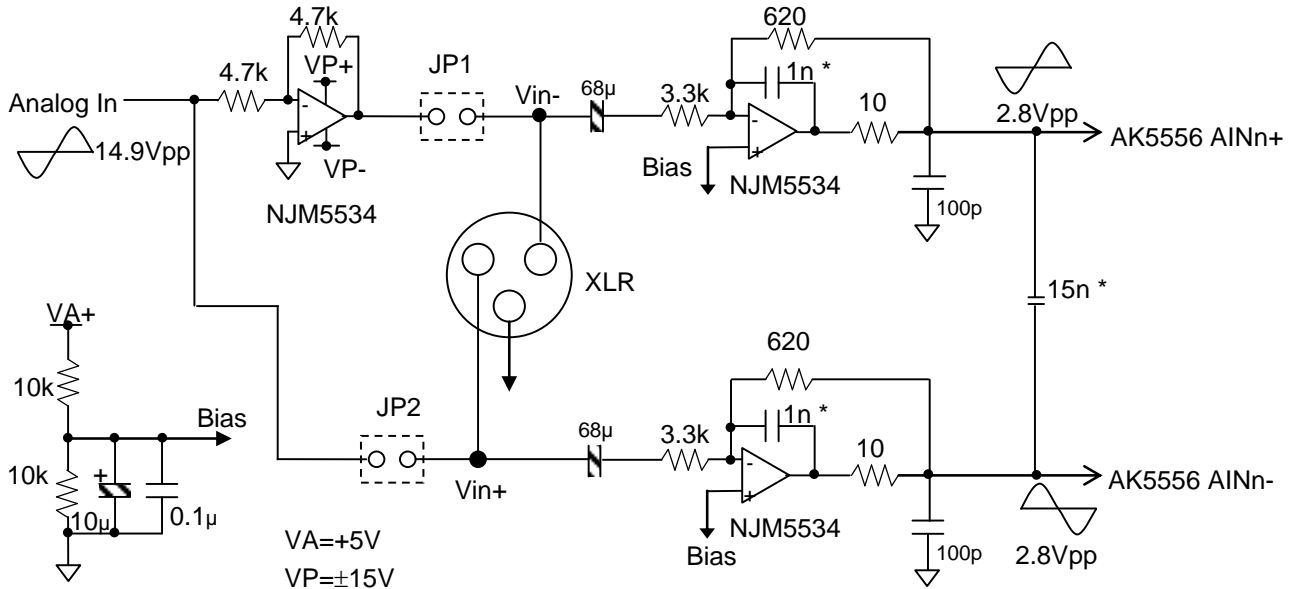 4.7k
620
VP+
JP1
1n *
4.7k
68µ
3.3k
10
2.8Vpp
Vin-
Analog In
14.9Vpp
AK5556 AINn+
VP-
Bias
NJM5534
NJM5534
100p
XLR
15n *
VA+
620
10k
JP2
1n *
Bias
68µ
3.3k
10
10k
Vin+
AK5556 AINn-
10µ
0.1µ
NJM5534
VA=+5V
Bias
100p
2.8Vpp
VP=±15V